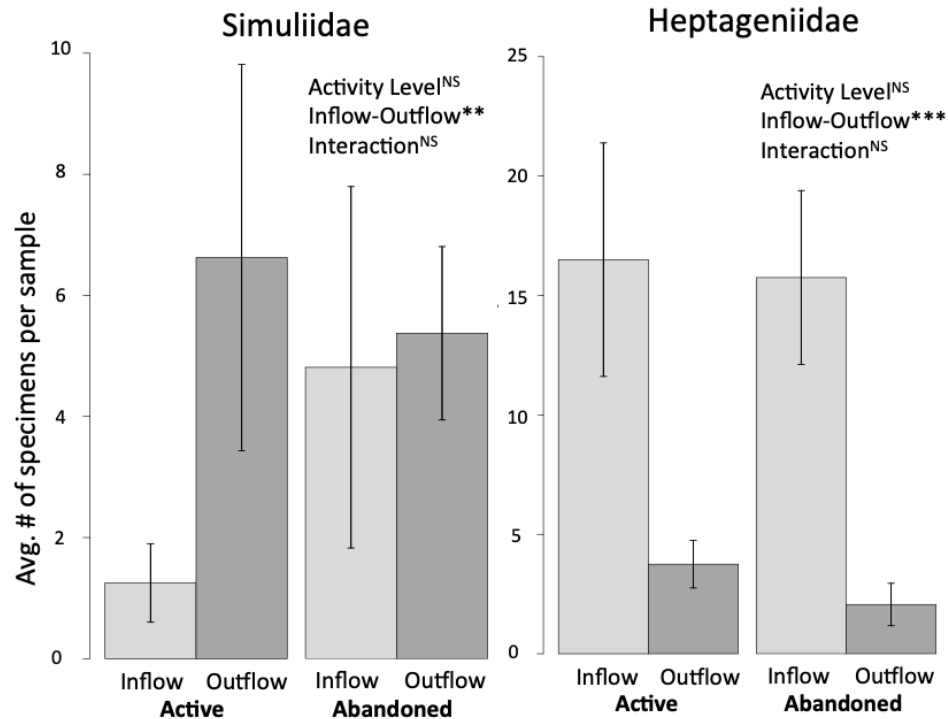 Simuliidae
Heptageniidae
Avg. # of specimens per sample
10
8
6
4
2
0
Activity Level^NS
Inflow-Outflow**
Interaction^NS
Inflow Outflow Inflow Outflow
Active Abandoned
25
20
15
10
5
0
Activity Level^NS
Inflow-Outflow***
Interaction^NS
Inflow Outflow Inflow Outflow
Active Abandoned